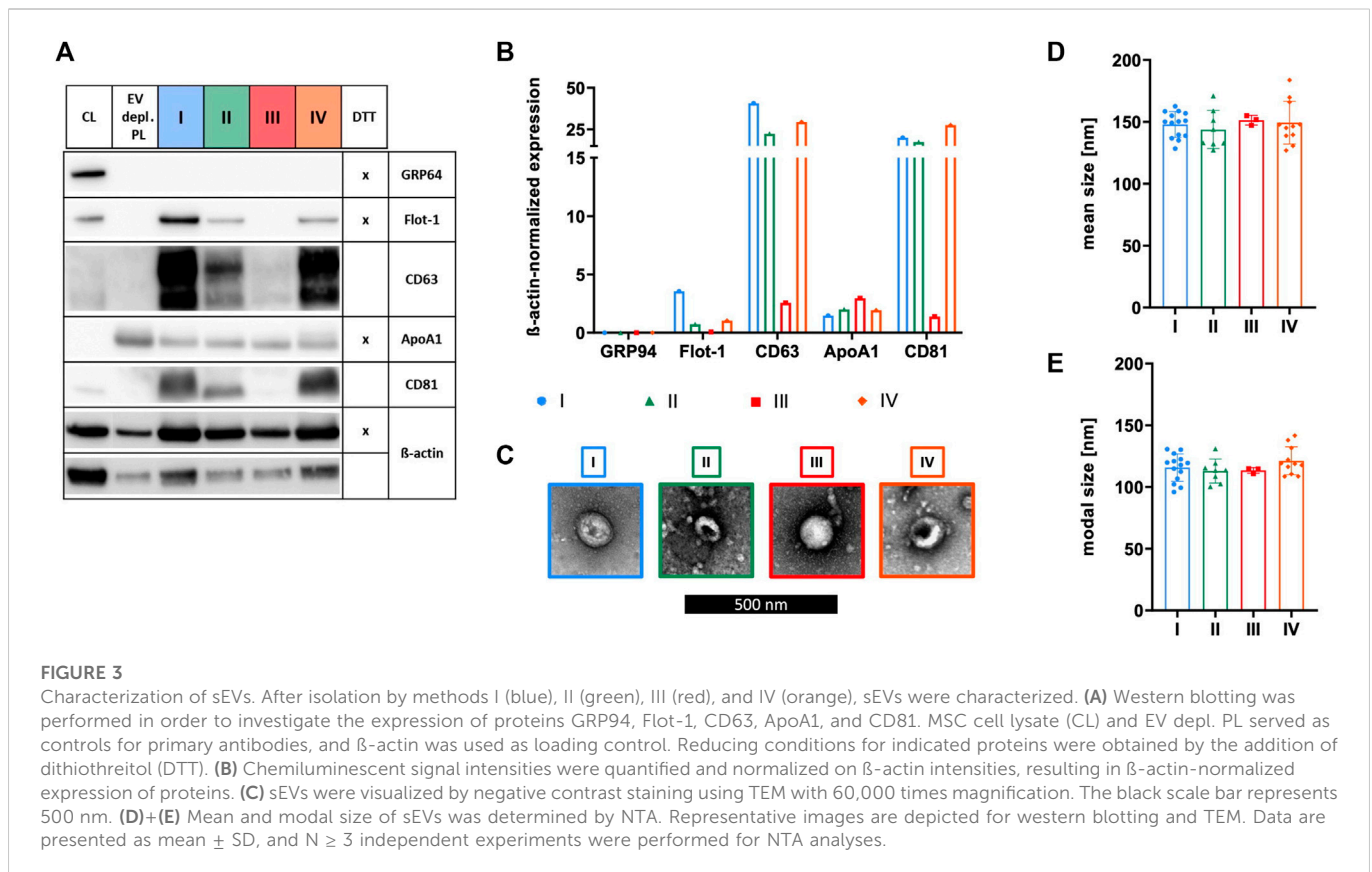 A
CL
EV
depl.
PL
I
II
III
IV
DTT
x
GRP64
x
Flot-1
CD63
x
ApoA1
CD81
x
ß-actin
B
ß-actin-normalized expression
50
25
15
10
5
0
GRP94 Flot-1 CD63 ApoA1 CD81
I II III IV
C
I II III IV
500 nm
D
mean size [nm]
200
150
100
50
0
I II III IV
E
modal size [nm]
200
150
100
50
0
I II III IV
FIGURE 3
Characterization of sEVs. After isolation by methods I (blue), II (green), III (red), and IV (orange), sEVs were characterized. (A) Western blotting was
performed in order to investigate the expression of proteins GRP94, Flot-1, CD63, ApoA1, and CD81. MSC cell lysate (CL) and EV depl. PL served as
controls for primary antibodies, and ß-actin was used as loading control. Reducing conditions for indicated proteins were obtained by the addition of
dithiothreitol (DTT). (B) Chemiluminescent signal intensities were quantified and normalized on ß-actin intensities, resulting in ß-actin-normalized
expression of proteins. (C) sEVs were visualized by negative contrast staining using TEM with 60,000 times magnification. The black scale bar represents
500 nm. (D)+(E) Mean and modal size of sEVs was determined by NTA. Representative images are depicted for western blotting and TEM. Data are
presented as mean ± SD, and N ≥ 3 independent experiments were performed for NTA analyses.